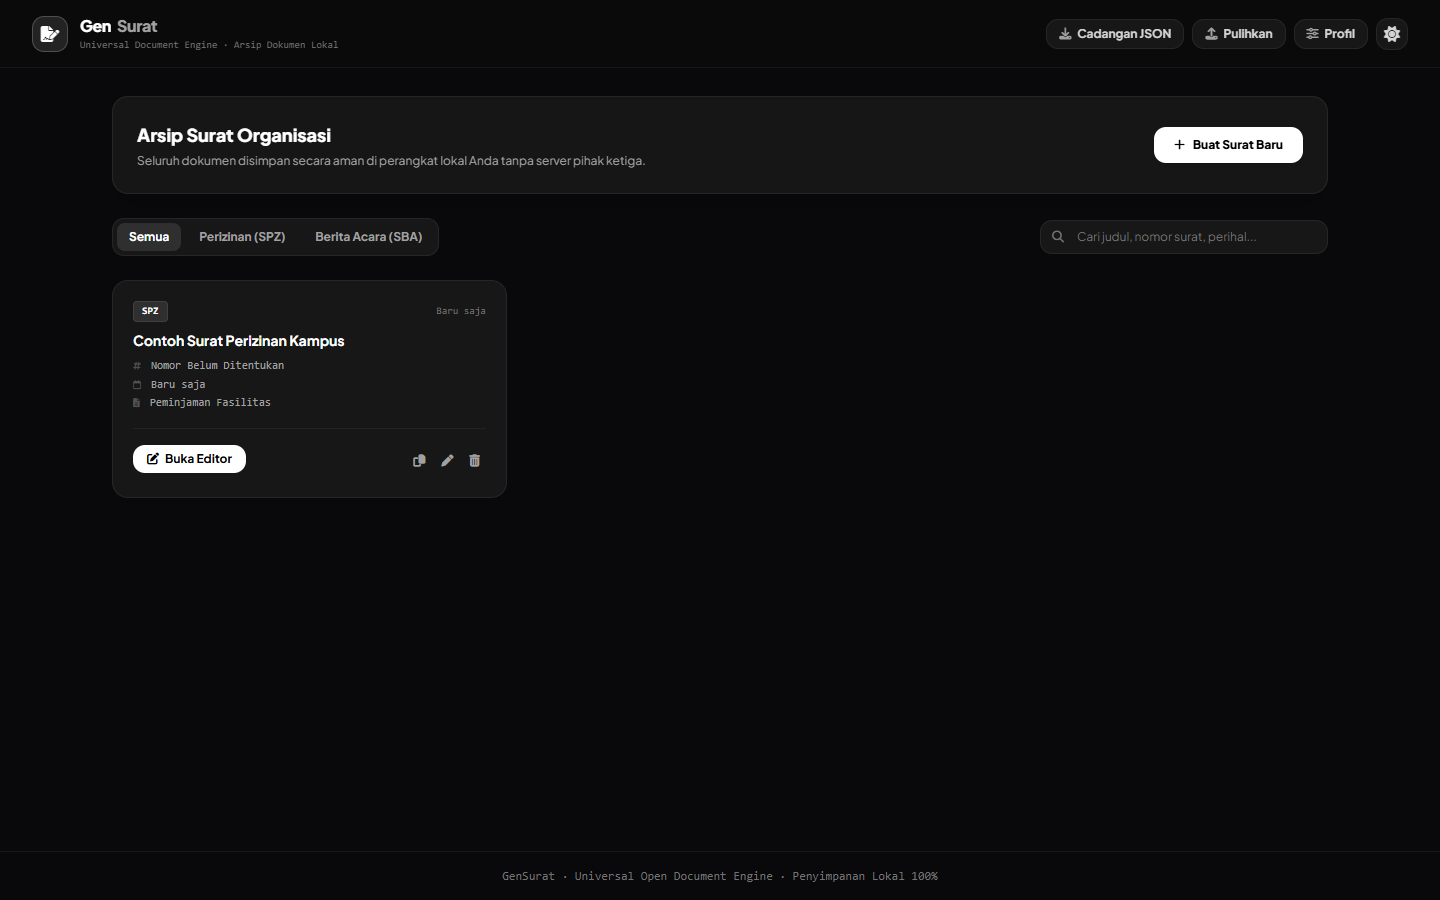 Gen Surat
Universal Document Engine · Arsip Dokumen Lokal
Cadangan JSON
Pulihkan
Profil
Arsip Surat Organisasi
Seluruh dokumen disimpan secara aman di perangkat lokal Anda tanpa server pihak ketiga.
Buat Surat Baru
Semua
Perizinan (SPZ)
Berita Acara (SBA)
Cari judul, nomor surat, perihal...
SPZ
Baru saja
Contoh Surat Perizinan Kampus
# Nomor Belum Ditentukan
Baru saja
Peminjaman Fasilitas
Buka Editor
GenSurat · Universal Open Document Engine · Penyimpanan Lokal 100%